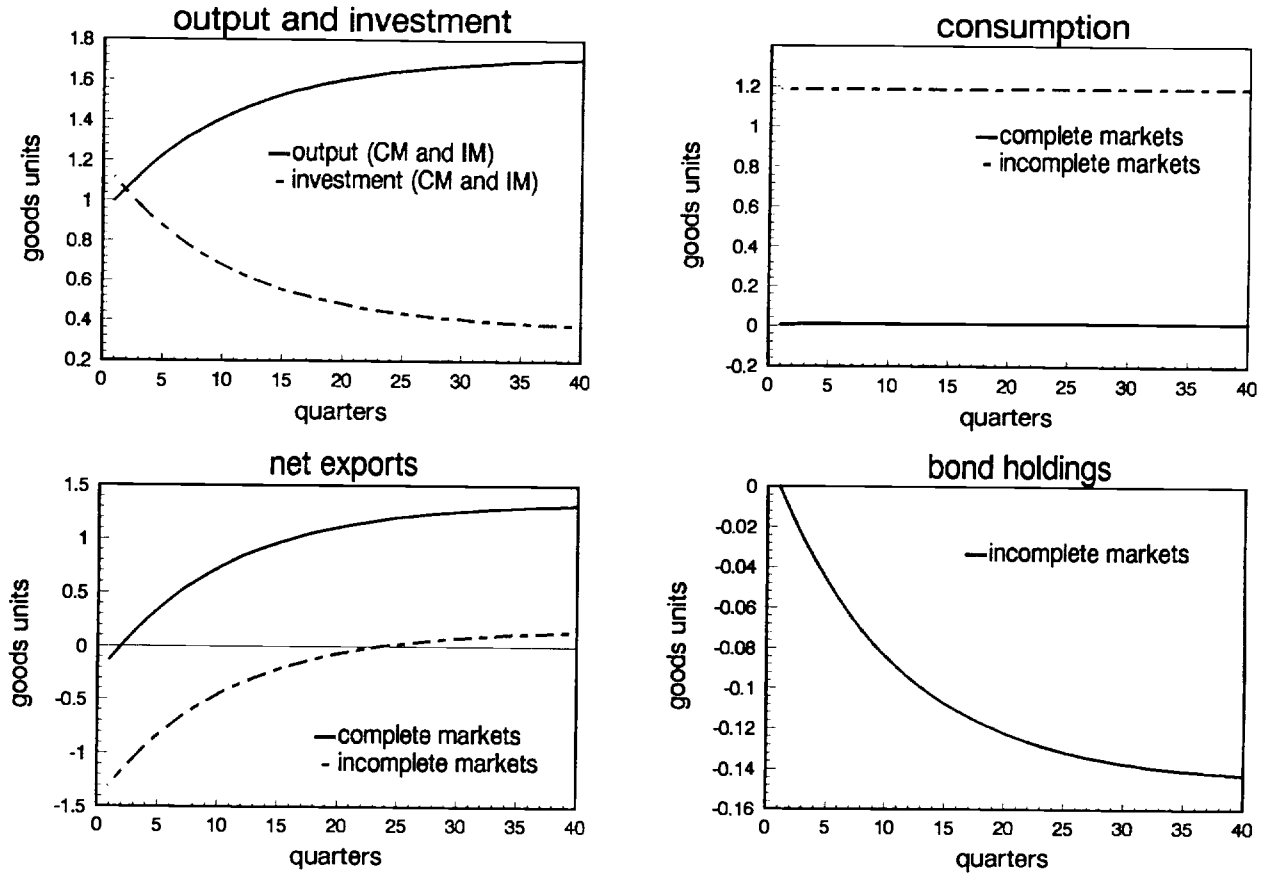 output and investment
1.8
1.6
1.4
1.2
1
0.8
0.6
0.4
0.2
goods units
output (CM and IM)
investment (CM and IM)
0 5 10 15 20 25 30 35 40
quarters
consumption
1.2
1
0.8
0.6
0.4
0.2
0
-0.2
goods units
complete markets
incomplete markets
0 5 10 15 20 25 30 35 40
quarters
net exports
1.5
1
0.5
0
-0.5
-1
-1.5
goods units
complete markets
incomplete markets
0 5 10 15 20 25 30 35 40
quarters
bond holdings
0
-0.02
-0.04
-0.06
-0.08
-0.1
-0.12
-0.14
-0.16
goods units
incomplete markets
0 5 10 15 20 25 30 35 40
quarters